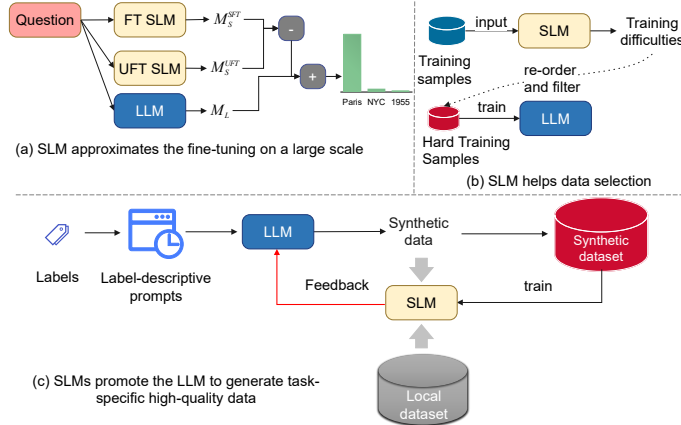 Question
FT SLM
M_S^{SFT}
UFT SLM
M_S^{UFT}
LLM
M_L
-
+
Paris NYC 1955
(a) SLM approximates the fine-tuning on a large scale
Training
samples
input
SLM
Training
difficulties
re-order
and filter
train
LLM
Hard Training
Samples
(b) SLM helps data selection
Labels
Label-descriptive
prompts
LLM
Synthetic
data
Synthetic
dataset
Feedback
SLM
train
Local
dataset
(c) SLMs promote the LLM to generate task-
specific high-quality data